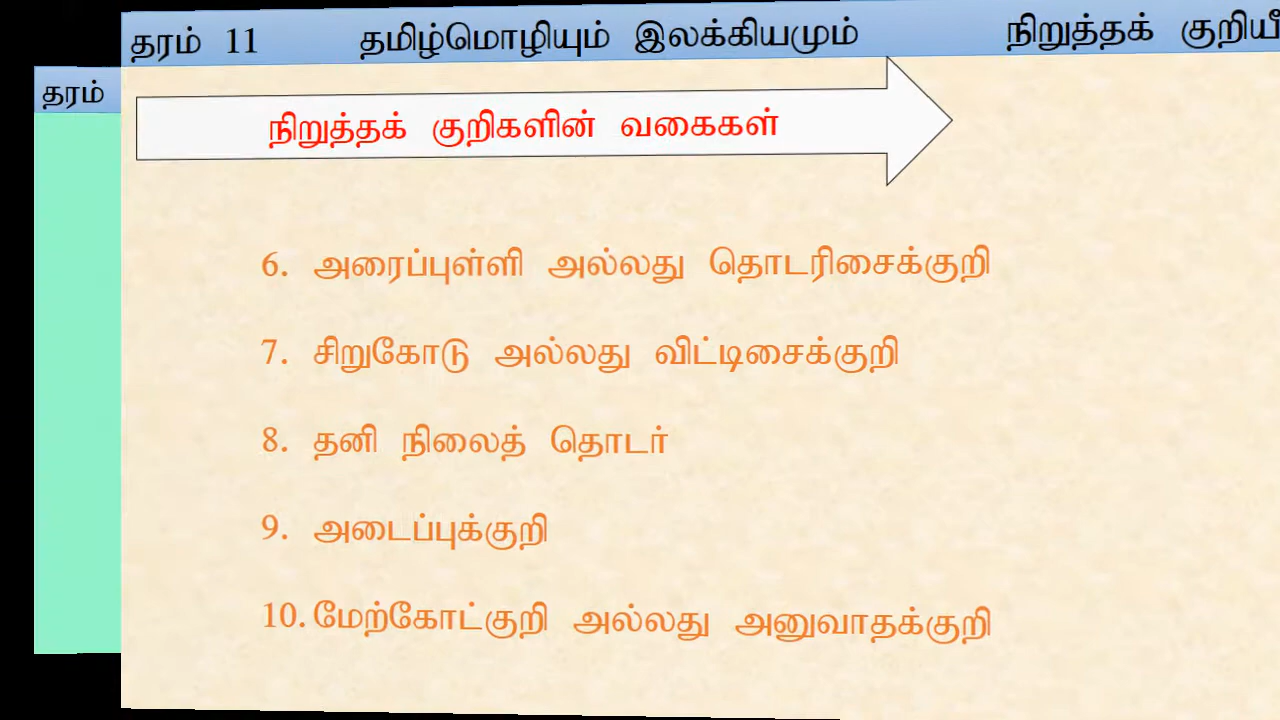 தரம் 11 தமிழ்மொழியும் இலக்கியமும் நிறுத்தக்
தரம்
நிறுத்தக் குறிகளின் வகைகள்
6. அரைப்புள்ளி அல்லது தொடரிசைக்குறி
7. சிறுகோடு அல்லது விட்டிசைக்குறி
8. தனி நிலைத் தொடர்
9. அடைப்புக்குறி
10. மேற்கோட்குறி அல்லது அனுவாதக்குறி